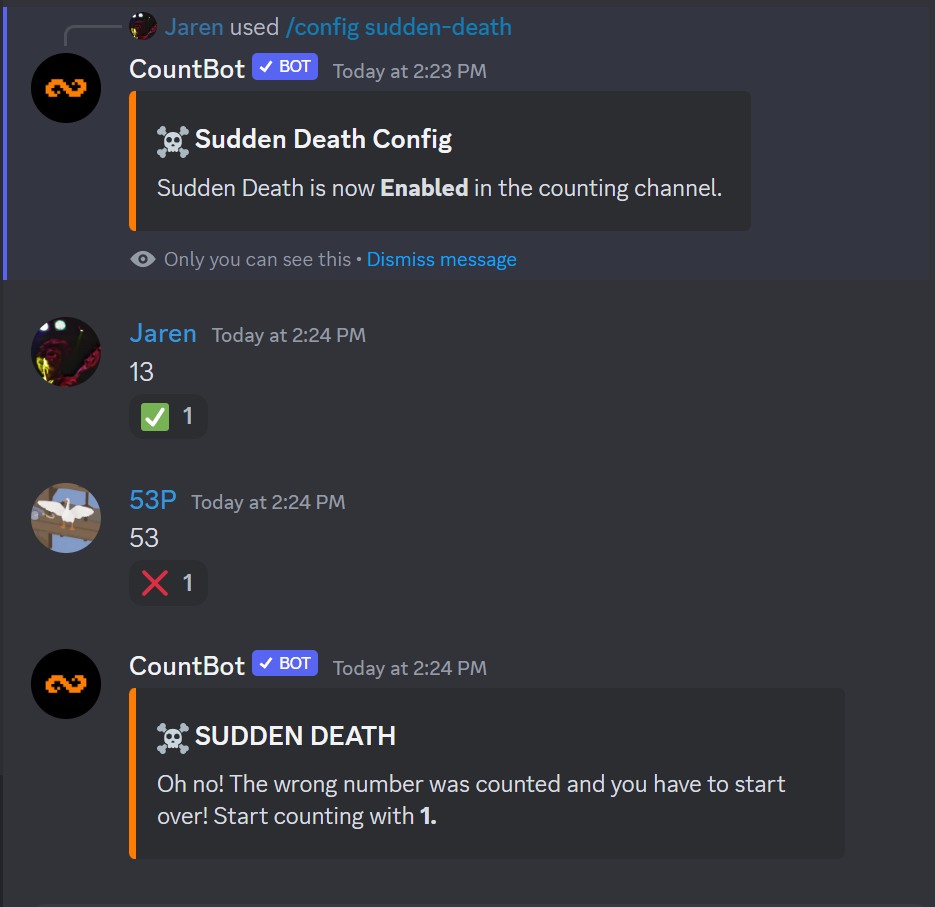 Jaren used /config sudden-death
CountBot ✓ BOT Today at 2:23 PM
☠️ Sudden Death Config
Sudden Death is now Enabled in the counting channel.
Only you can see this • Dismiss message
Jaren Today at 2:24 PM
13
✅ 1
53P Today at 2:24 PM
53
❌ 1
CountBot ✓ BOT Today at 2:24 PM
☠️ SUDDEN DEATH
Oh no! The wrong number was counted and you have to start
over! Start counting with 1.